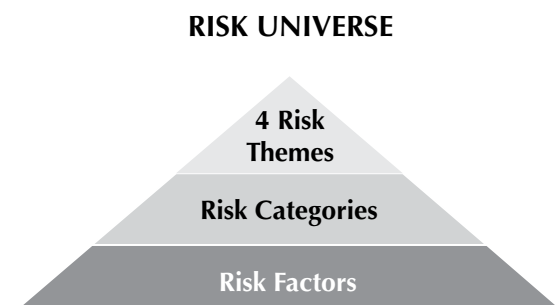 RISK UNIVERSE
4 Risk
Themes
Risk Categories
Risk Factors